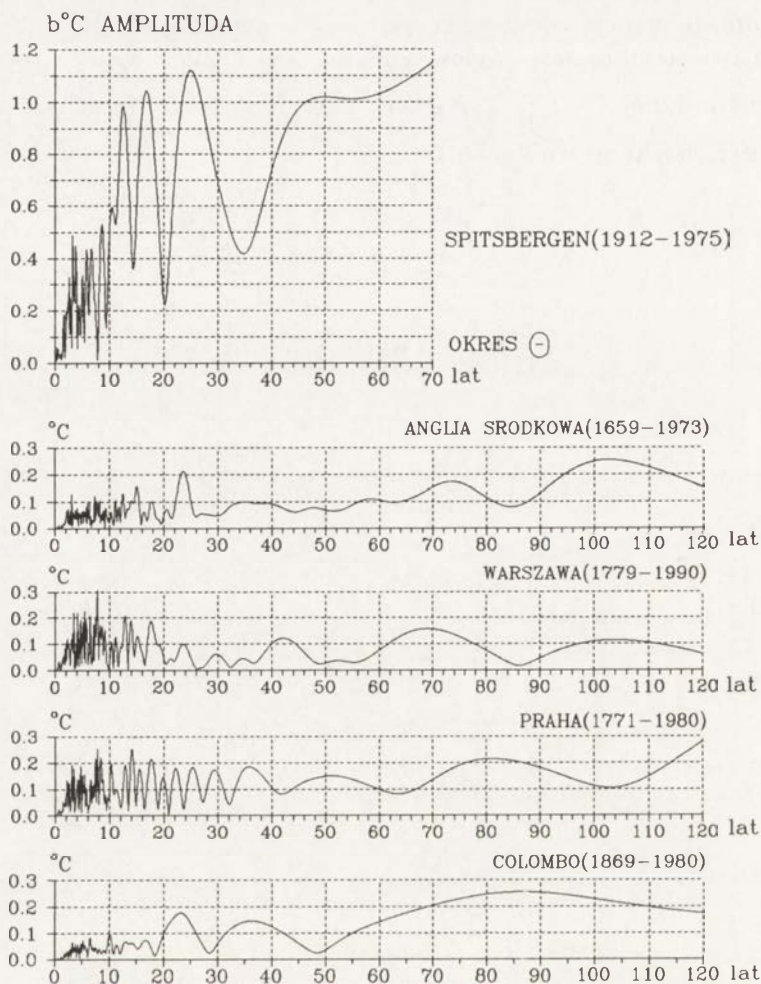 b°C AMPLITUDA
1.2
1.0
0.8
0.6
0.4
0.2
0.0
0 10 20 30 40 50 60 70 lat
SPITSBERGEN(1912–1975)
OKRES ⊖
°C ANGLIA SRODKOWA(1659–1973)
0.3
0.2
0.1
0.0
0 10 20 30 40 50 60 70 80 90 100 110 120 lat
°C WARSZAWA(1779–1990)
0.3
0.2
0.1
0.0
0 10 20 30 40 50 60 70 80 90 100 110 120 lat
°C PRAHA(1771–1980)
0.3
0.2
0.1
0.0
0 10 20 30 40 50 60 70 80 90 100 110 120 lat
°C COLOMBO(1869–1980)
0.3
0.2
0.1
0.0
0 10 20 30 40 50 60 70 80 90 100 110 120 lat